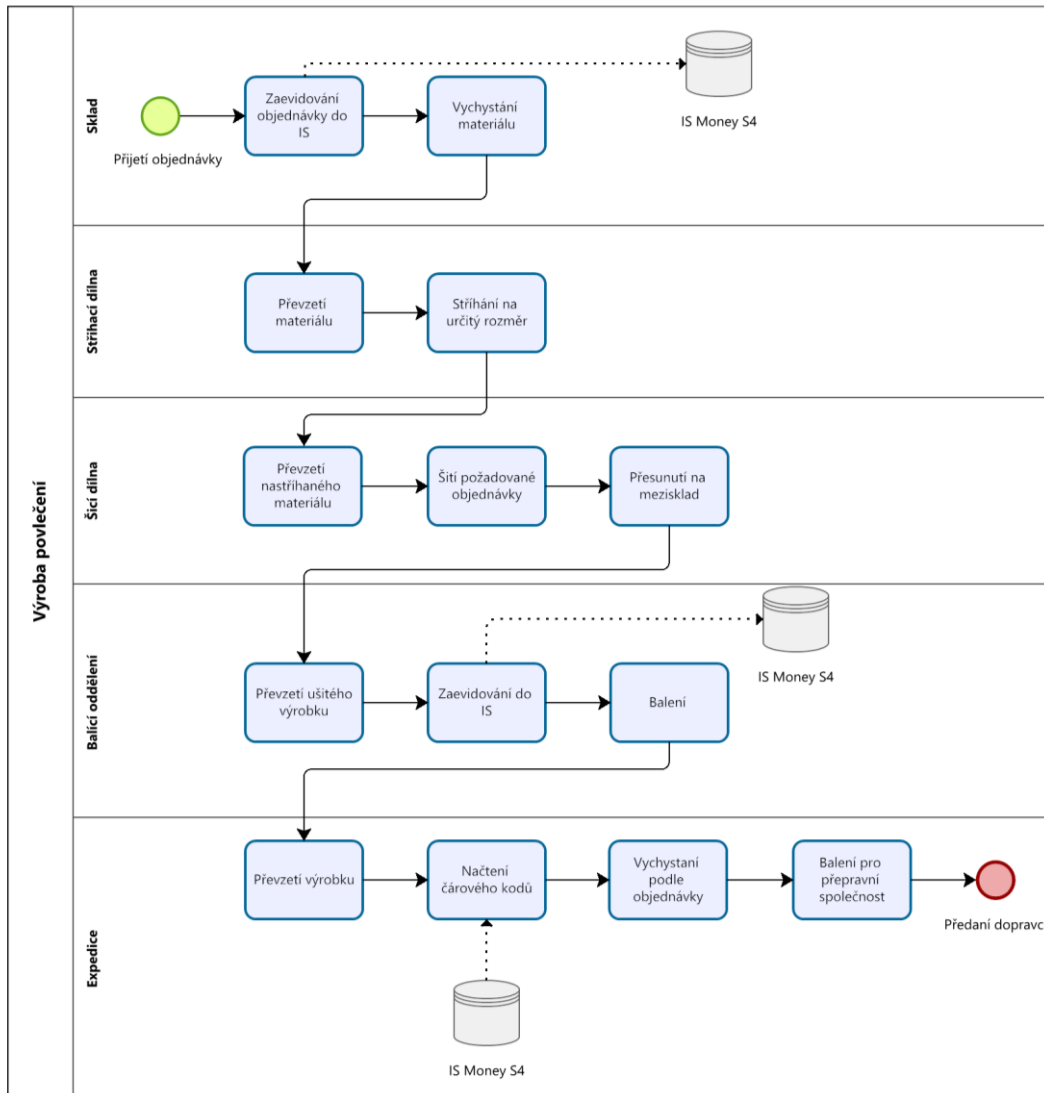 Výroba povlečení
Sklad
Přijetí objednávky
Zaevidování
objednávky do
IS
Vychystání
materiálu
IS Money S4
Střihací dílna
Převzetí
materiálu
Stříhání na
určitý rozměr
Šicí dílna
Převzetí
nastříhaného
materiálu
Šití požadované
objednávky
Přesunutí na
mezisklad
Balící oddělení
Převzetí ušitého
výrobku
Zaevidování do
IS
Balení
IS Money S4
Expedice
Převzetí výrobku
Načtení
čárového kodů
Vychystaní
podle
objednávky
Balení pro
přepravní
společnost
Předaní dopravc
IS Money S4